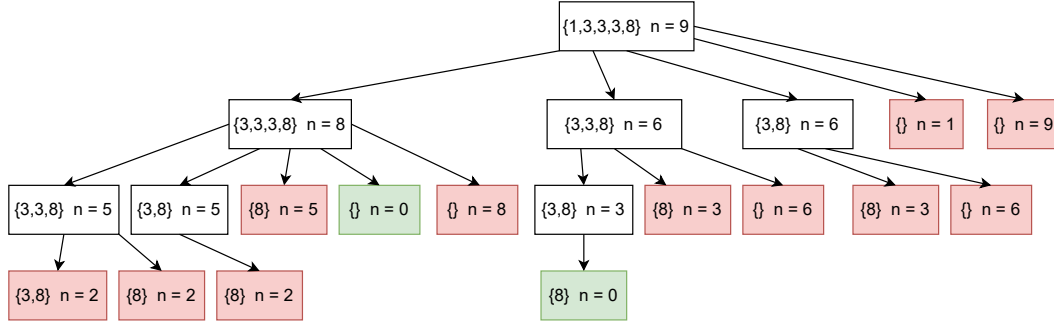 {1,3,3,3,8} n = 9
{3,3,3,8} n = 8
{3,3,8} n = 6
{3,8} n = 6
{} n = 1
{} n = 9
{3,3,8} n = 5
{3,8} n = 5
{8} n = 5
{} n = 0
{} n = 8
{3,8} n = 3
{8} n = 3
{} n = 6
{8} n = 3
{} n = 6
{3,8} n = 2
{8} n = 2
{8} n = 2
{8} n = 0